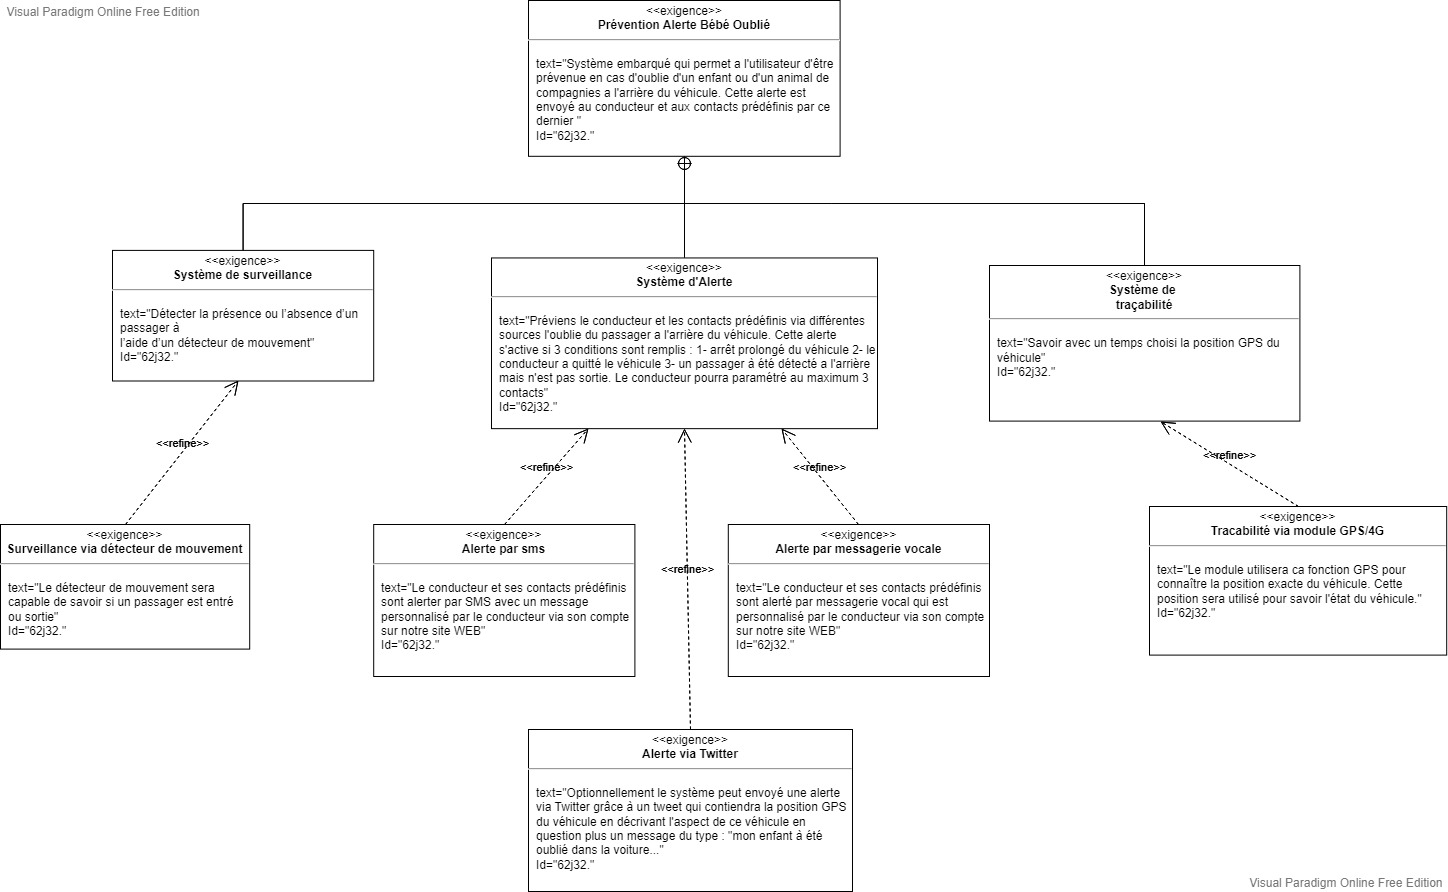 Visual Paradigm Online Free Edition
<<exigence>>
Prévention Alerte Bébé Oublié
text="Système embarqué qui permet a l'utilisateur d'être
prévenue en cas d'oublie d'un enfant ou d'un animal de
compagnies a l'arrière du véhicule. Cette alerte est
envoyé au conducteur et aux contacts prédéfinis par ce
dernier "
Id="62j32."
<<exigence>>
Système de surveillance
text="Détecter la présence ou l’absence d’un
passager à
l’aide d’un détecteur de mouvement"
Id="62j32."
<<exigence>>
Système d'Alerte
text="Préviens le conducteur et les contacts prédéfinis via différentes
sources l'oublie du passager a l'arrière du véhicule. Cette alerte
s'active si 3 conditions sont remplis : 1- arrêt prolongé du véhicule 2- le
conducteur a quitté le véhicule 3- un passager à été détecté a l'arrière
mais n'est pas sortie. Le conducteur pourra paramétré au maximum 3
contacts"
Id="62j32."
<<exigence>>
Système de
traçabilité
text="Savoir avec un temps choisi la position GPS du
véhicule"
Id="62j32."
<<refine>>
<<refine>>
<<refine>>
<<refine>>
<<refine>>
<<exigence>>
Surveillance via détecteur de mouvement
text="Le détecteur de mouvement sera
capable de savoir si un passager est entré
ou sortie"
Id="62j32."
<<exigence>>
Alerte par sms
text="Le conducteur et ses contacts prédéfinis
sont alerter par SMS avec un message
personnalisé par le conducteur via son compte
sur notre site WEB"
Id="62j32."
<<exigence>>
Alerte par messagerie vocale
text="Le conducteur et ses contacts prédéfinis
sont alerté par messagerie vocal qui est
personnalisé par le conducteur via son compte
sur notre site WEB"
Id="62j32."
<<exigence>>
Tracabilité via module GPS/4G
text="Le module utilisera ca fonction GPS pour
connaître la position exacte du véhicule. Cette
position sera utilisé pour savoir l'état du véhicule."
Id="62j32."
<<exigence>>
Alerte via Twitter
text="Optionnellement le système peut envoyé une alerte
via Twitter grâce à un tweet qui contiendra la position GPS
du véhicule en décrivant l'aspect de ce véhicule en
question plus un message du type : "mon enfant à été
oublié dans la voiture..."
Id="62j32."
Visual Paradigm Online Free Edition